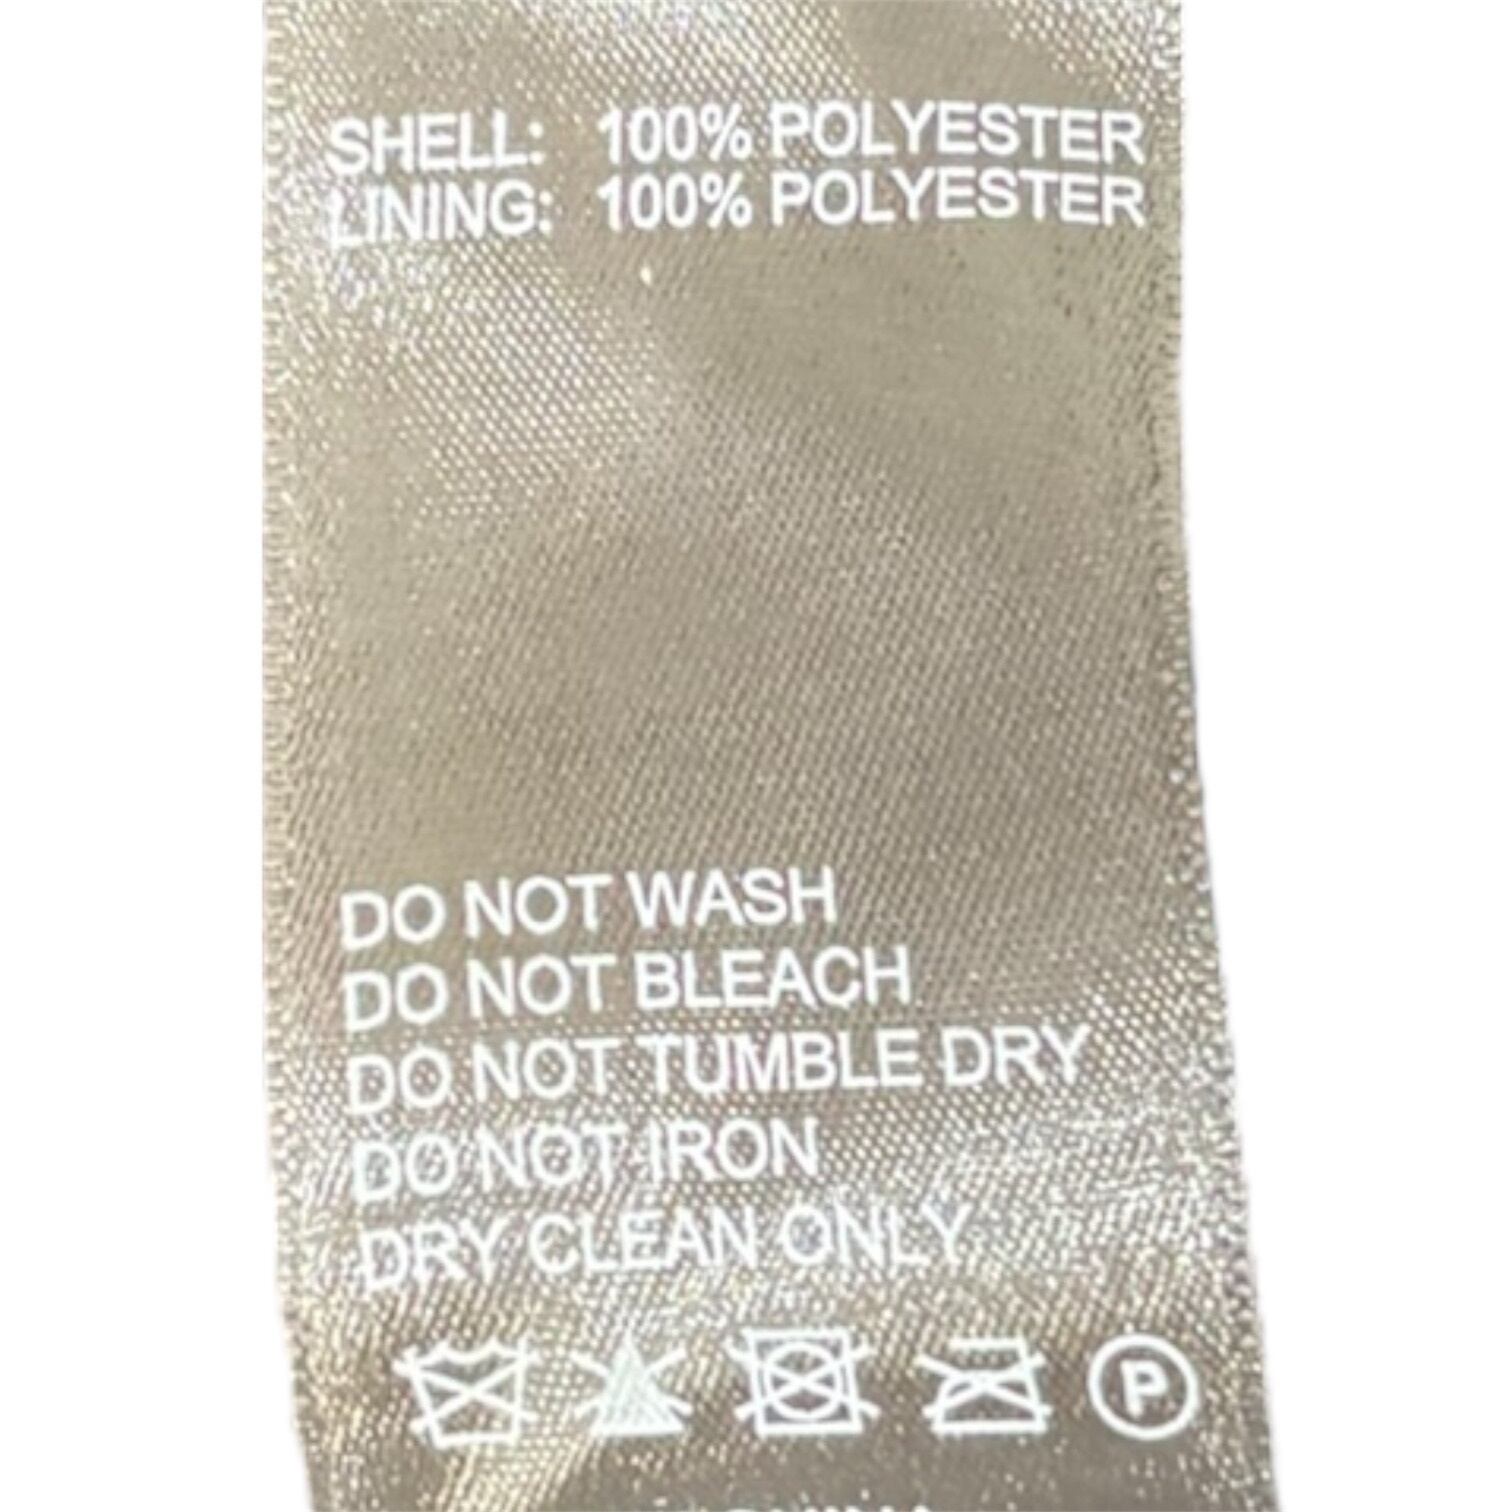 SHELL: 100% POLYESTER
LINING: 100% POLYESTER
DO NOT WASH
DO NOT BLEACH
DO NOT TUMBLE DRY
DO NOT IRON
DRY CLEAN ONLY
P